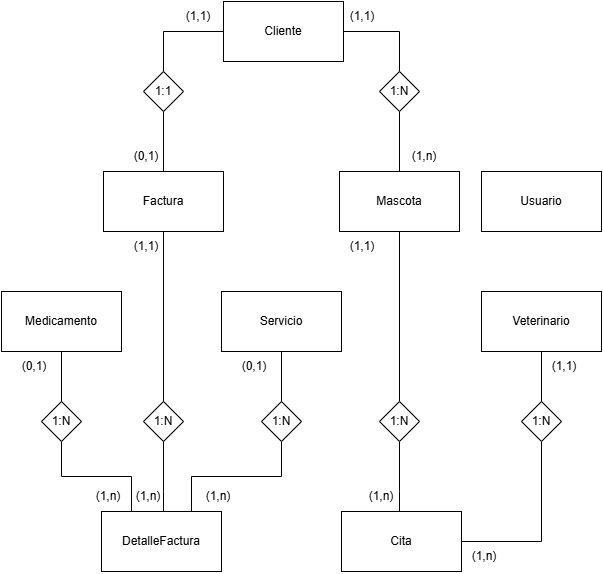 (1,1)
Cliente
(1,1)
1:1
1:N
(0,1)
(1,n)
Factura
Mascota
Usuario
(1,1)
(1,1)
Medicamento
Servicio
Veterinario
(0,1)
(0,1)
(1,1)
1:N
1:N
1:N
1:N
1:N
(1,n)
(1,n)
(1,n)
(1,n)
DetalleFactura
Cita
(1,n)